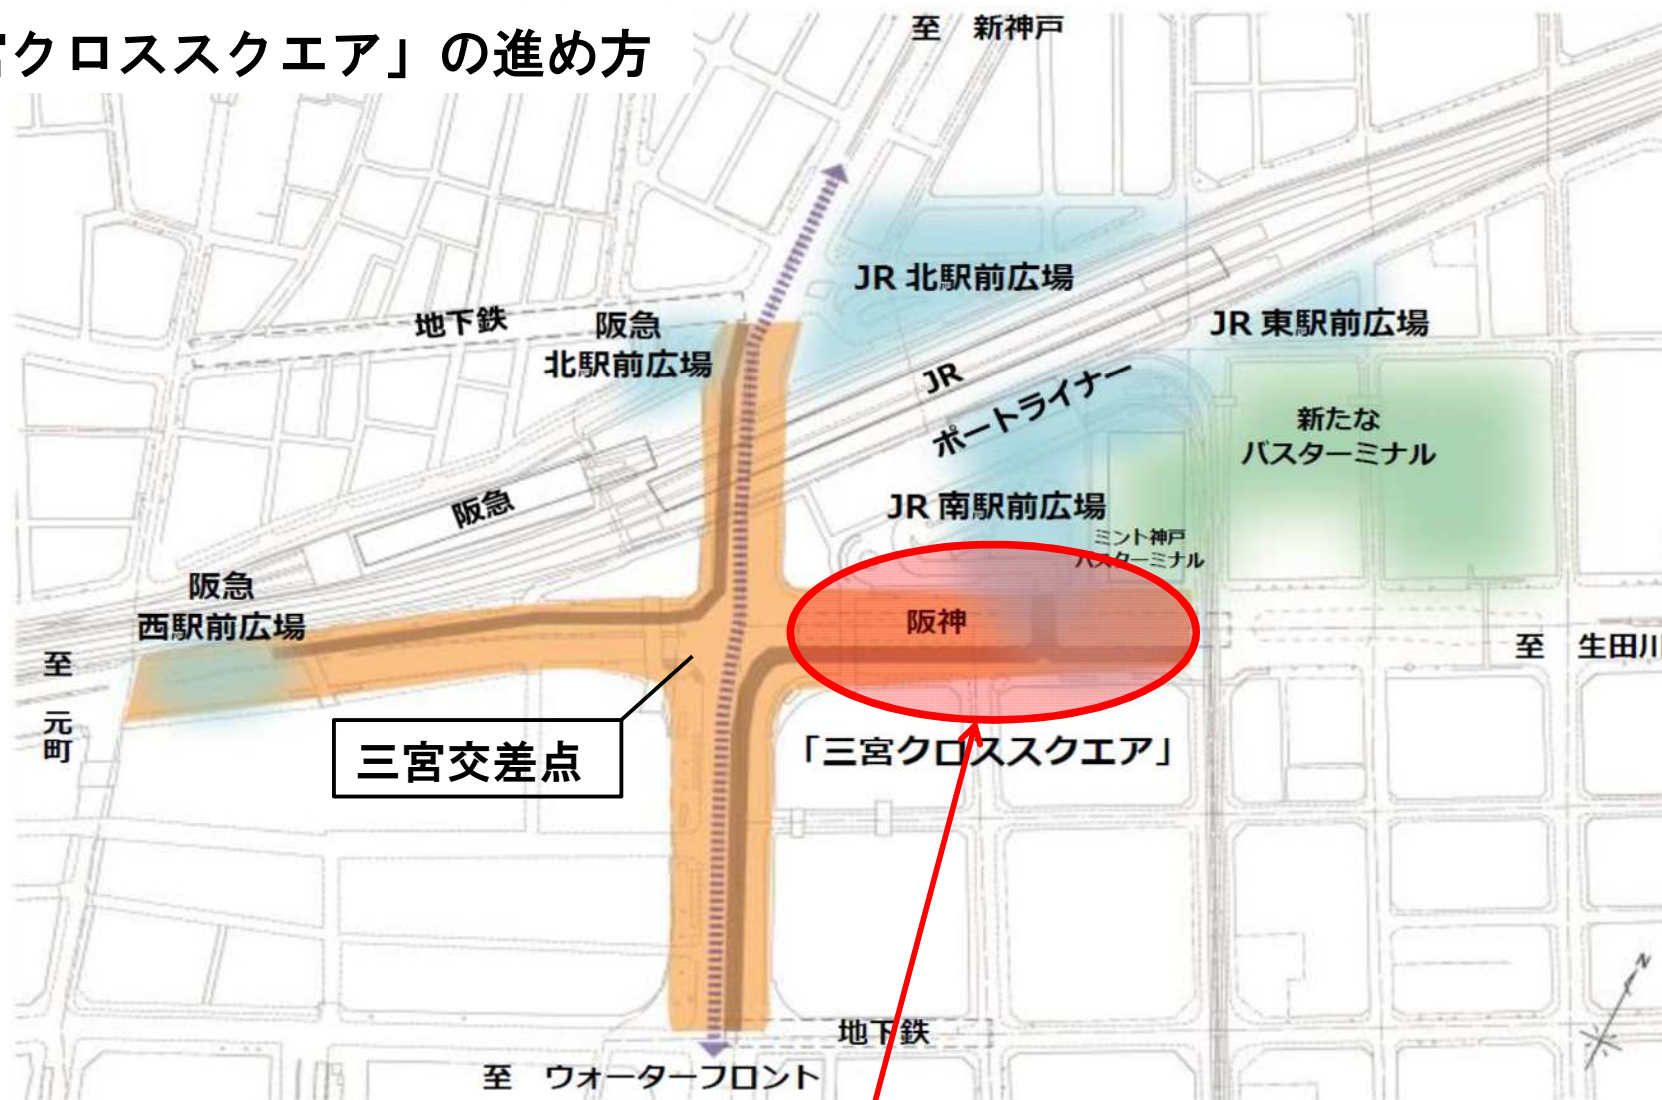 宮クロススクエア」の進め方
至 新神戸
JR 北駅前広場
地下鉄
阪急
北駅前広場
JR 東駅前広場
JR
ポートライナー
新たな
バスターミナル
阪急
JR 南駅前広場
ミント神戸
バスターミナル
阪急
西駅前広場
阪神
至 生田川
至 元町
三宮交差点
「三宮クロススクエア」
N
地下鉄
至 ウォーターフロント